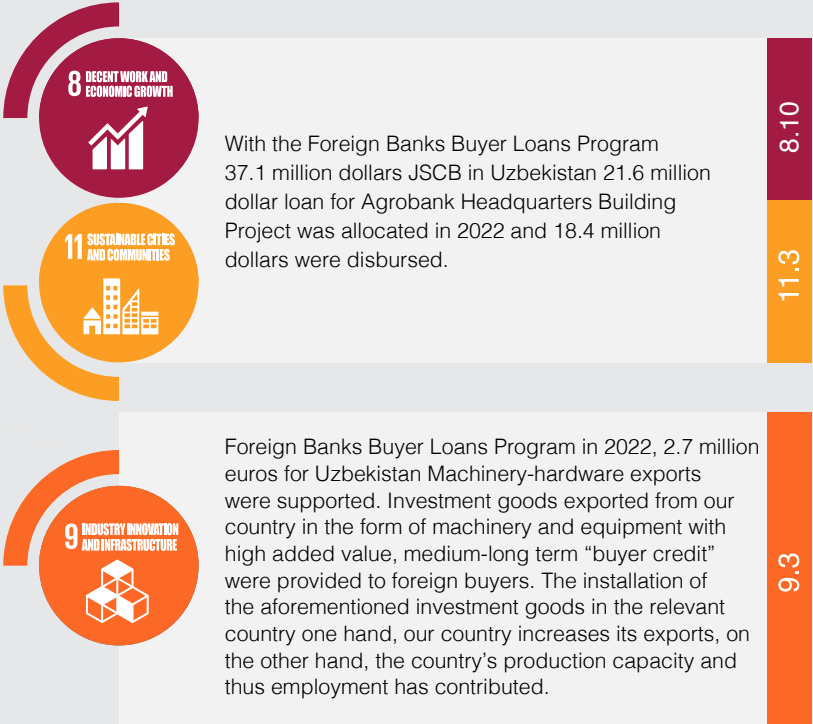 8 DECENT WORK AND
ECONOMIC GROWTH
11 SUSTAINABLE CITIES
AND COMMUNITIES
With the Foreign Banks Buyer Loans Program
37.1 million dollars JSCB in Uzbekistan 21.6 million
dollar loan for Agrobank Headquarters Building
Project was allocated in 2022 and 18.4 million
dollars were disbursed.
8.10
11.3
9 INDUSTRY INNOVATION
AND INFRASTRUCTURE
Foreign Banks Buyer Loans Program in 2022, 2.7 million
euros for Uzbekistan Machinery-hardware exports
were supported. Investment goods exported from our
country in the form of machinery and equipment with
high added value, medium-long term “buyer credit”
were provided to foreign buyers. The installation of
the aforementioned investment goods in the relevant
country one hand, our country increases its exports, on
the other hand, the country’s production capacity and
thus employment has contributed.
9.3